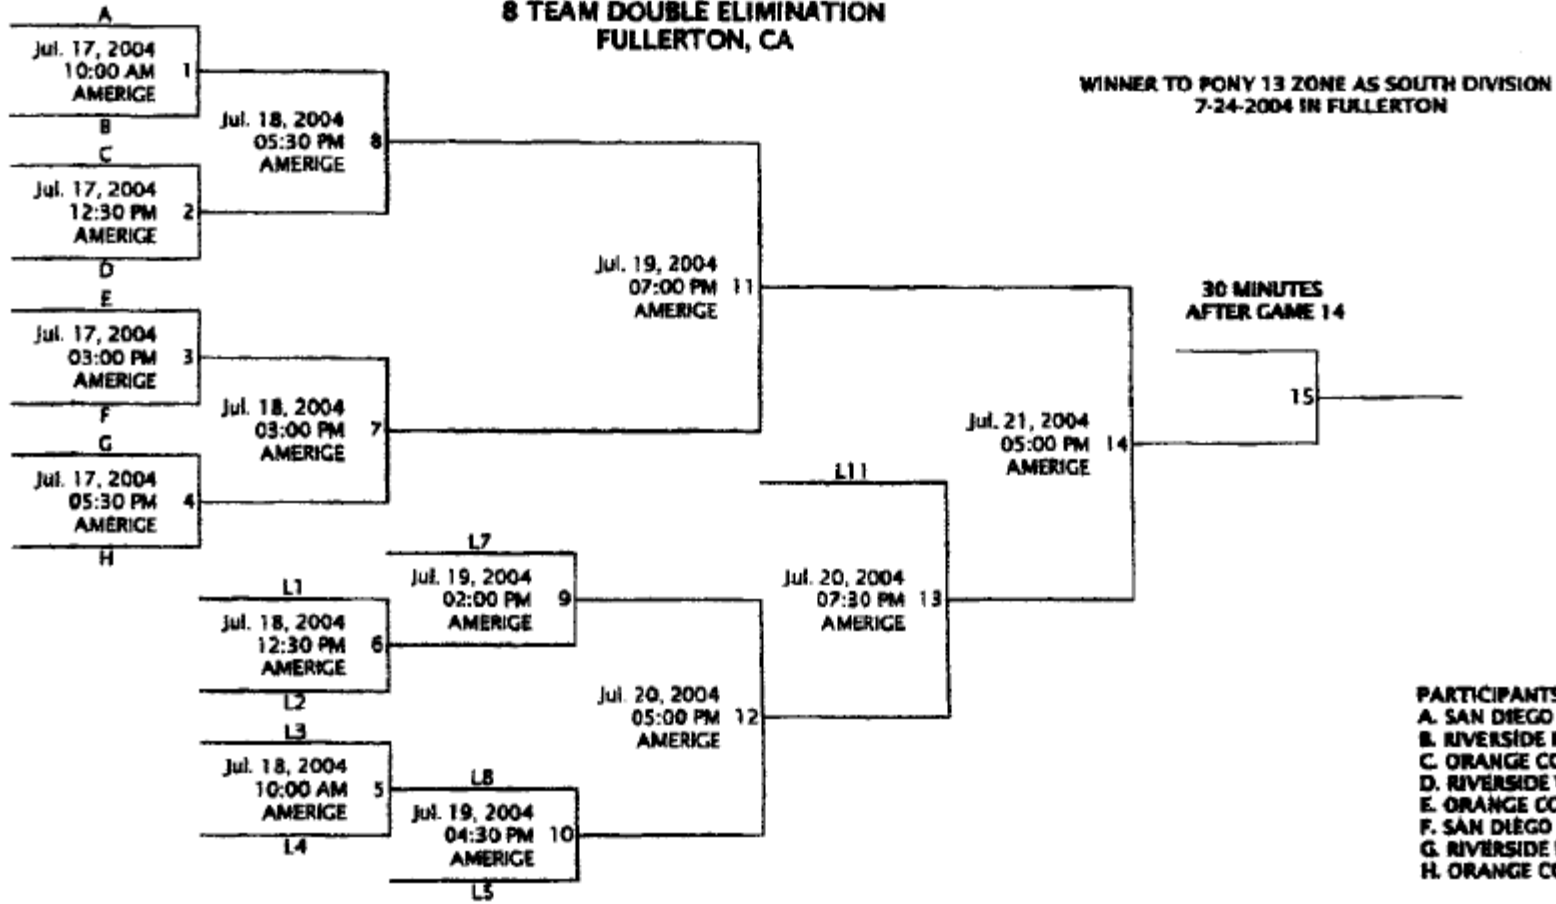 8 TEAM DOUBLE ELIMINATION
FULLERTON, CA
WINNER TO PONY 13 ZONE AS SOUTH DIVISION
7-24-2004 IN FULLERTON
A
Jul. 17, 2004
10:00 AM 1
AMERIGE
B
C
Jul. 17, 2004
12:30 PM 2
AMERIGE
D
E
Jul. 17, 2004
03:00 PM 3
AMERIGE
F
G
Jul. 17, 2004
05:30 PM 4
AMERIGE
H
Jul. 18, 2004
05:30 PM 8
AMERIGE
Jul. 18, 2004
03:00 PM 7
AMERIGE
Jul. 19, 2004
07:00 PM 11
AMERIGE
L1
Jul. 18, 2004
12:30 PM 6
AMERIGE
L2
L3
Jul. 18, 2004
10:00 AM 5
AMERIGE
L4
L7
Jul. 19, 2004
02:00 PM 9
AMERIGE
L8
Jul. 19, 2004
04:30 PM 10
AMERIGE
L5
Jul. 20, 2004
05:00 PM 12
AMERIGE
L11
Jul. 20, 2004
07:30 PM 13
AMERIGE
Jul. 21, 2004
05:00 PM 14
AMERIGE
30 MINUTES
AFTER GAME 14
15
PARTICIPANTS
A. SAN DIEGO
B. RIVERSIDE
C. ORANGE
D. RIVERSIDE
E. ORANGE
F. SAN DIEGO
G. RIVERSIDE
H. ORANGE